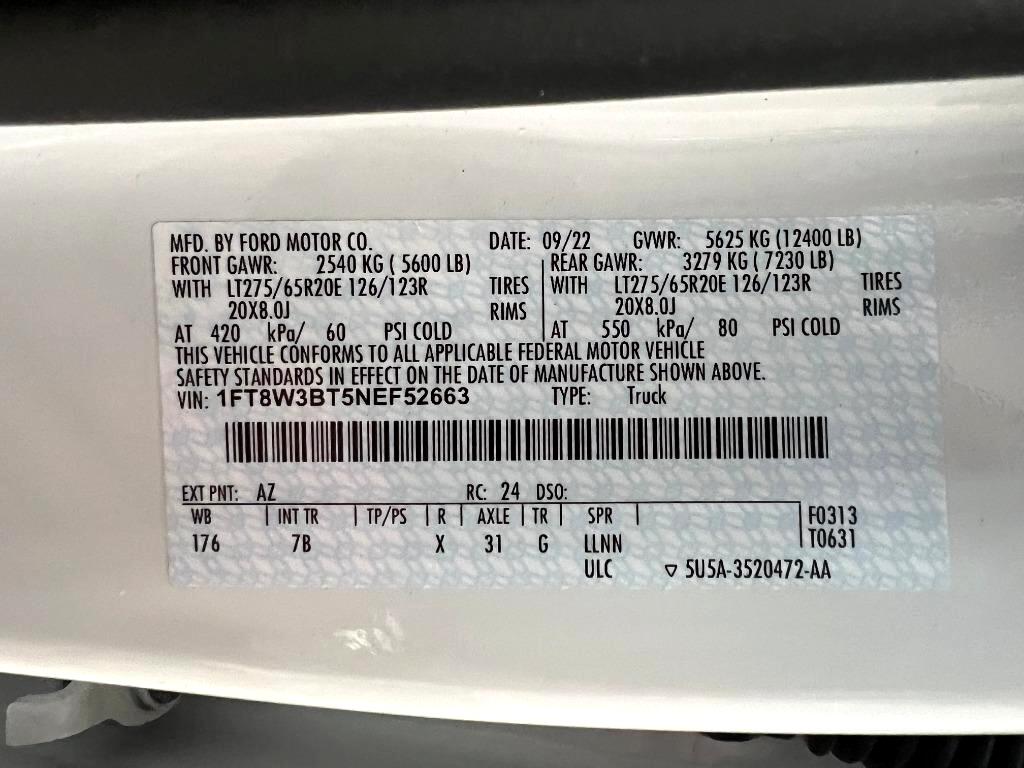 MFD. BY FORD MOTOR CO. DATE: 09/22 GVWR: 5625 KG (12400 LB)
FRONT GAWR: 2540 KG ( 5600 LB) REAR GAWR: 3279 KG ( 7230 LB)
WITH LT275/65R20E 126/123R TIRES WITH LT275/65R20E 126/123R TIRES
20X8.0J RIMS 20X8.0J RIMS
AT 420 kPa/ 60 PSI COLD AT 550 kPa/ 80 PSI COLD
THIS VEHICLE CONFORMS TO ALL APPLICABLE FEDERAL MOTOR VEHICLE
SAFETY STANDARDS IN EFFECT ON THE DATE OF MANUFACTURE SHOWN ABOVE.
VIN: 1FT8W3BT5NEF52663 TYPE: Truck
EXT PNT: AZ RC: 24 DSO:
WB INT TR TP/PS R AXLE TR SPR F0313
176 7B X 31 G LLNN T0631
ULC ▽ 5U5A-3520472-AA